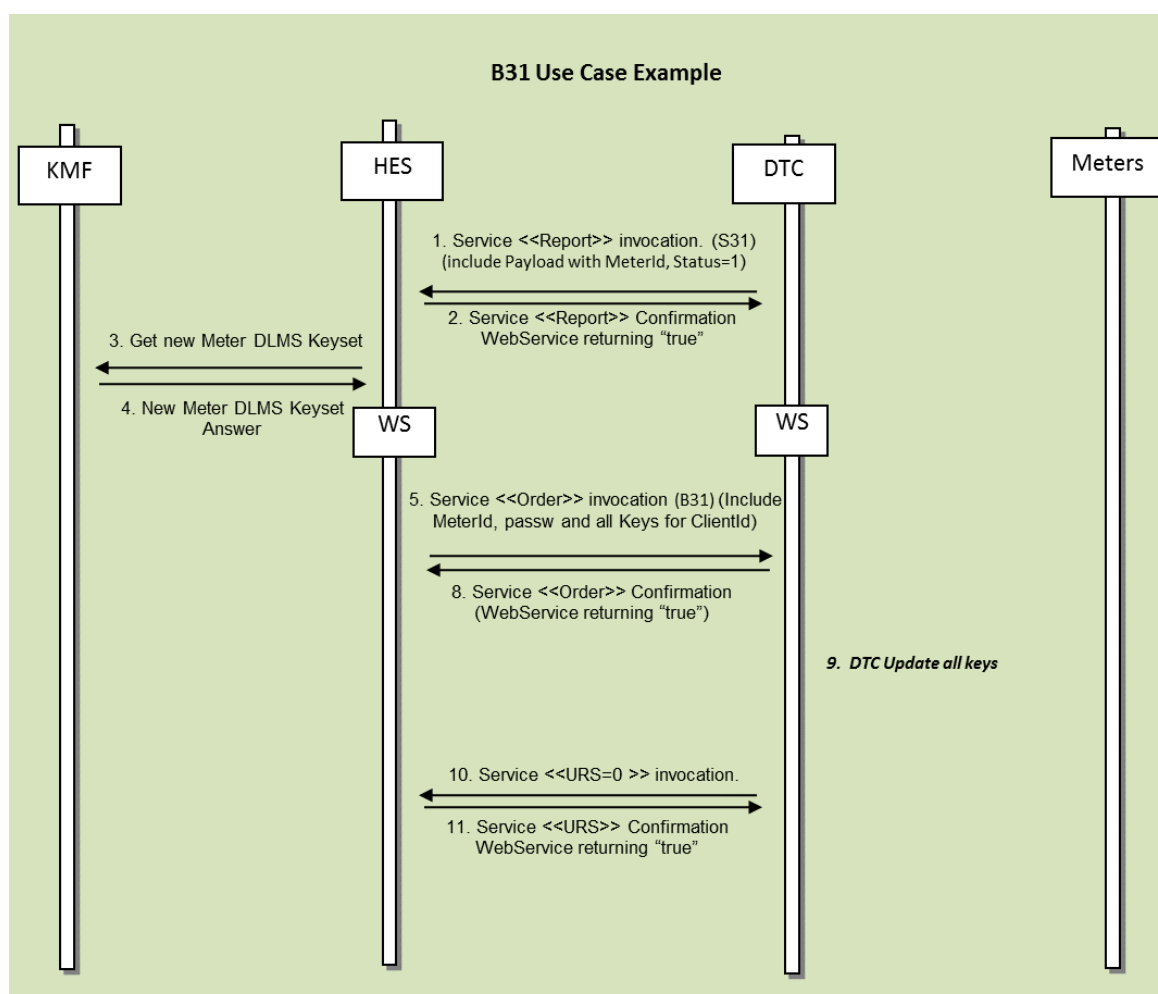 B31 Use Case Example
KMF
HES
DTC
Meters
1. Service <<Report>> invocation. (S31)
(include Payload with MeterId, Status=1)
2. Service <<Report>> Confirmation
WebService returning “true”
3. Get new Meter DLMS Keyset
4. New Meter DLMS Keyset
Answer
WS
WS
5. Service <<Order>> invocation (B31) (Include
MeterId, passw and all Keys for ClientId)
8. Service <<Order>> Confirmation
(WebService returning “true”)
9. DTC Update all keys
10. Service <<URS=0 >> invocation.
11. Service <<URS>> Confirmation
WebService returning “true”